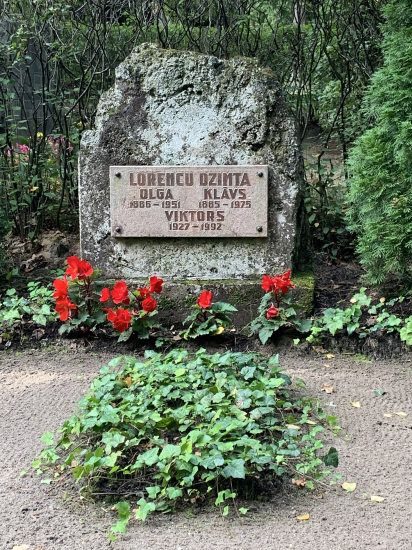 LORENCU DZIMTA
OLGA KLĀVS
1886 - 1951 1885 - 1975
VIKTORS
1927 - 1992